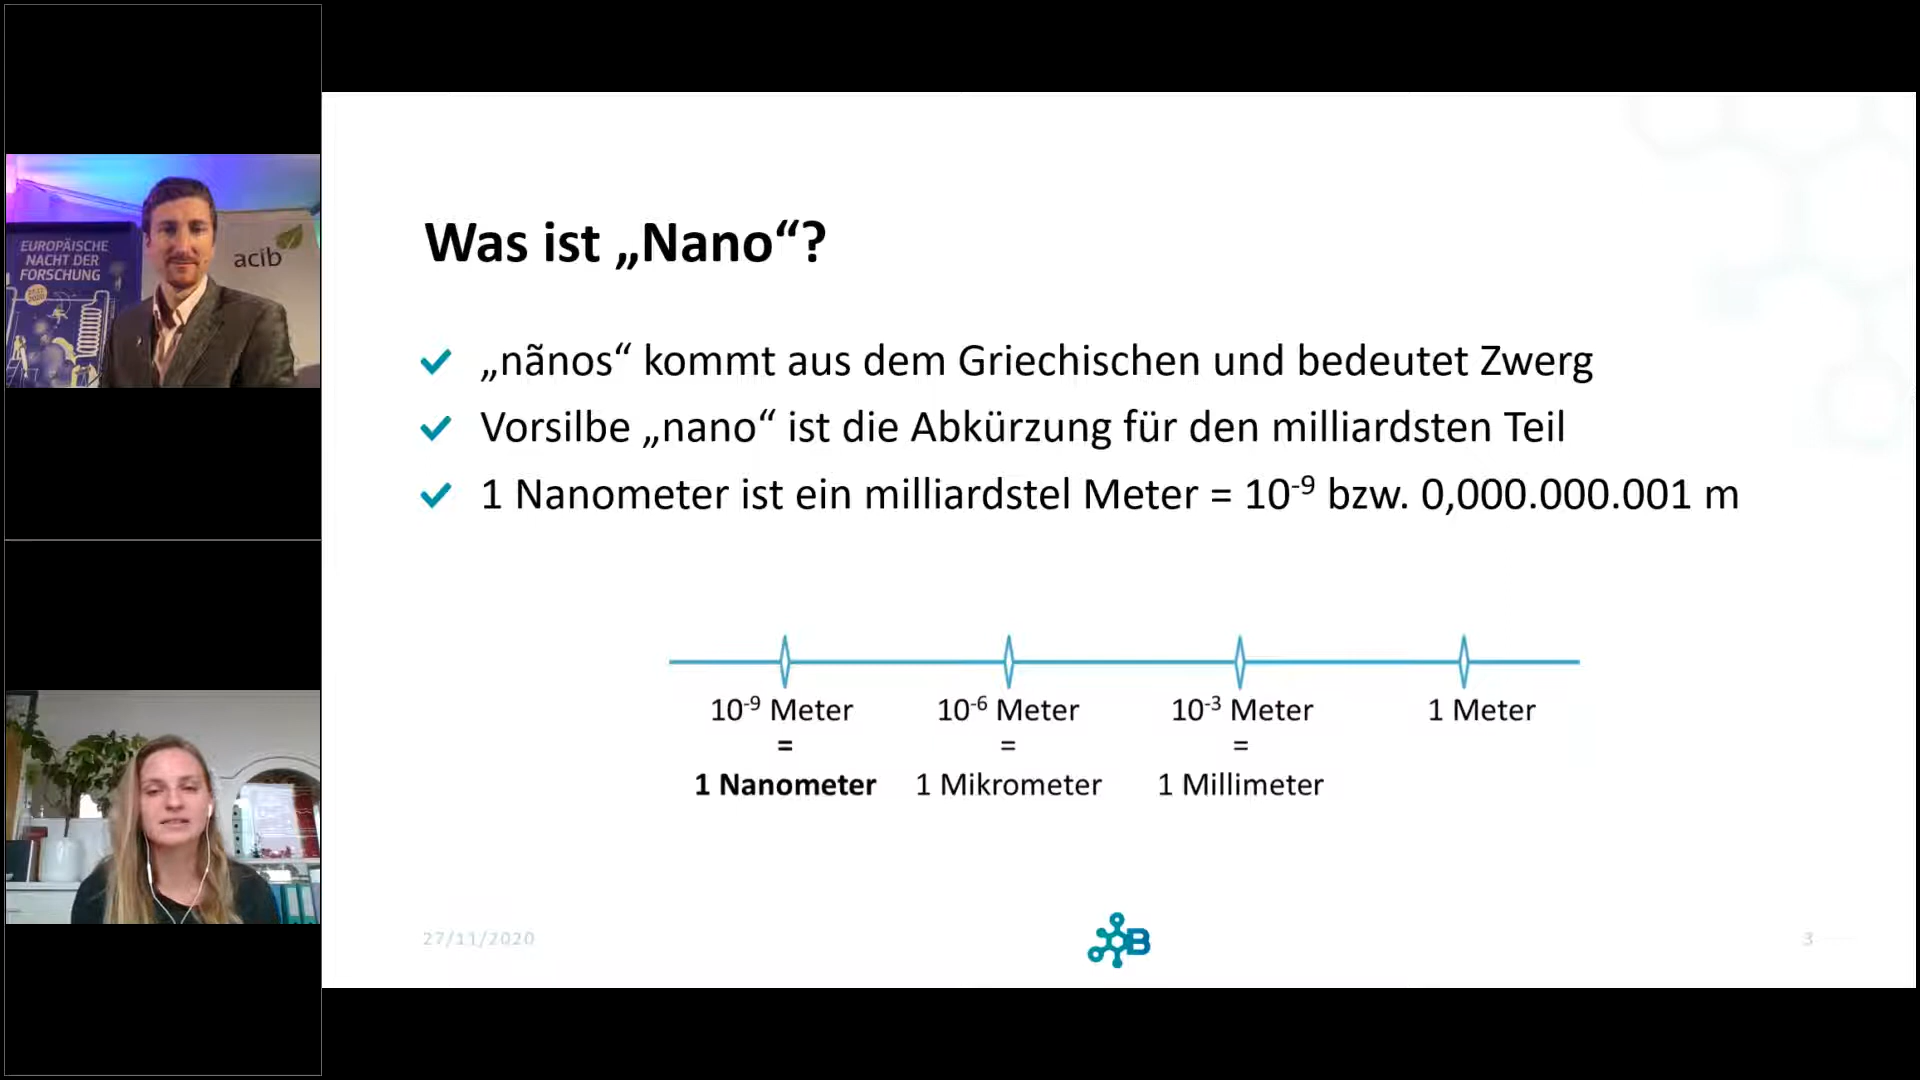 EUROPÄISCHE
NACHT DER
FORSCHUNG
27.11.
2020
acib
Was ist „Nano“?
„nãnos“ kommt aus dem Griechischen und bedeutet Zwerg
Vorsilbe „nano“ ist die Abkürzung für den milliardsten Teil
1 Nanometer ist ein milliardstel Meter = 10⁻⁹ bzw. 0,000.000.001 m
10⁻⁹ Meter
=
1 Nanometer
10⁻⁶ Meter
=
1 Mikrometer
10⁻³ Meter
=
1 Millimeter
1 Meter
27/11/2020
B
3